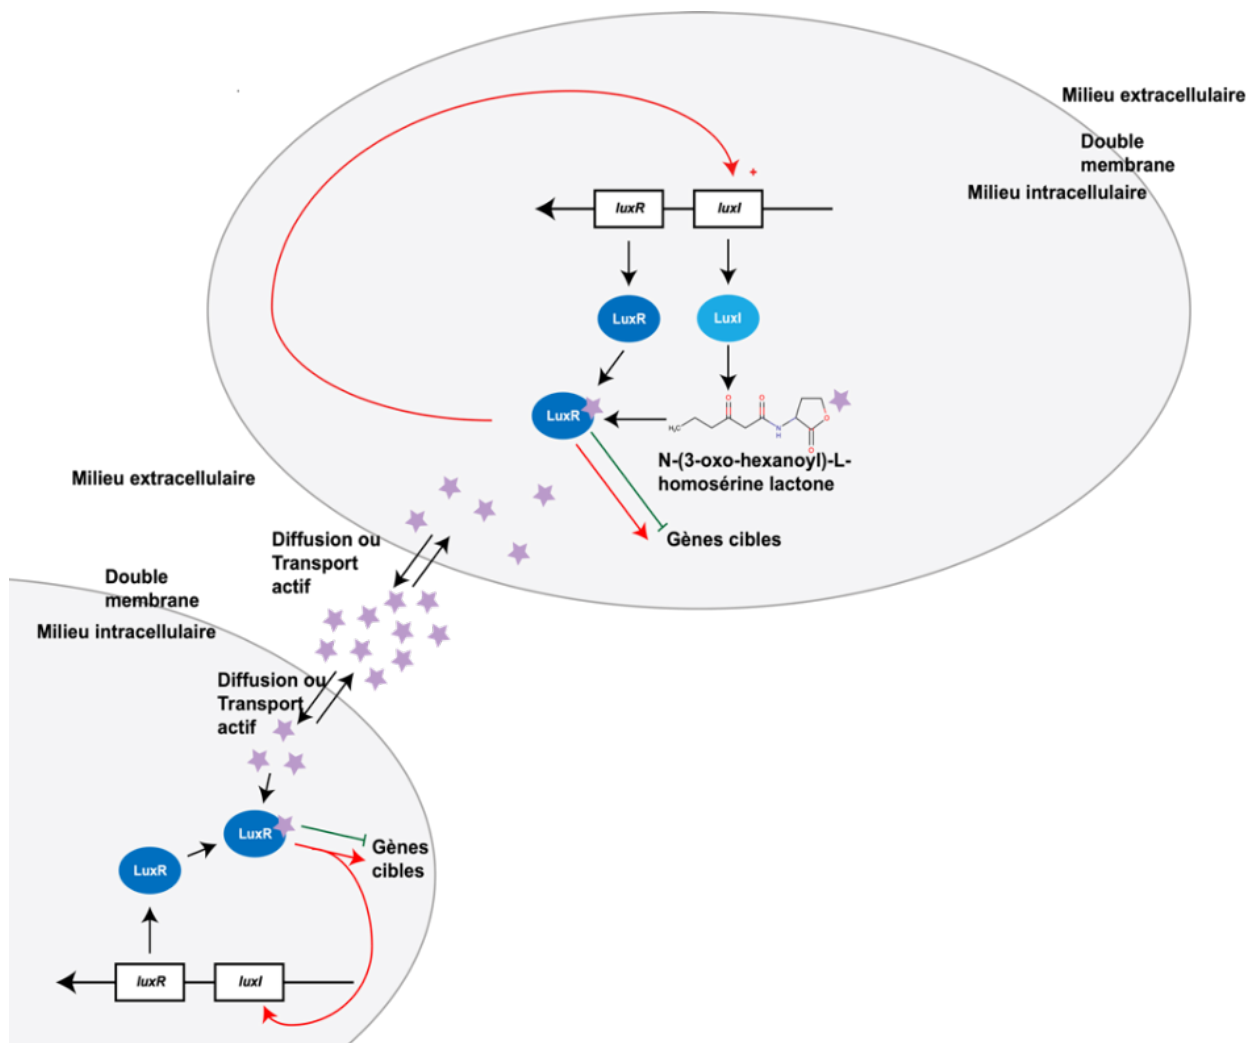 Milieu extracellulaire
Double
membrane
Milieu intracellulaire
+
luxR
luxI
LuxR
LuxI
LuxR
H₃C
O
O
N
H
O
O
N-(3-oxo-hexanoyl)-L-
homosérine lactone
Gènes cibles
Milieu extracellulaire
Diffusion ou
Transport
actif
Double
membrane
Milieu intracellulaire
Diffusion ou
Transport
actif
LuxR
Gènes
cibles
LuxR
luxR
luxI